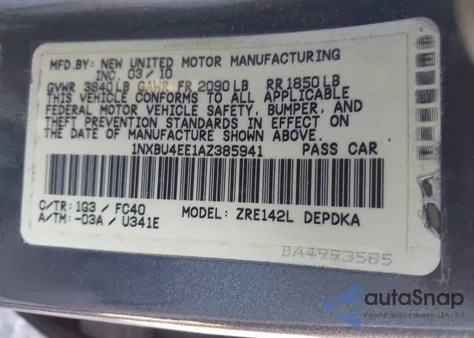 MFD.BY: NEW UNITED MOTOR MANUFACTURING
INC. 03/10
GVWR 3640LB GAWR FR 2090LB RR1850LB
THIS VEHICLE CONFORMS TO ALL APPLICABLE
FEDERAL MOTOR VEHICLE SAFETY, BUMPER, AND
THEFT PREVENTION STANDARDS IN EFFECT ON
THE DATE OF MANUFACTURE SHOWN ABOVE.
1NXBU4EE1AZ385941 PASS CAR
C/TR: 1G3 / FC40
A/TM: -03A / U341E
MODEL: ZRE142L DEPDKA
BA4993585
autoSnap